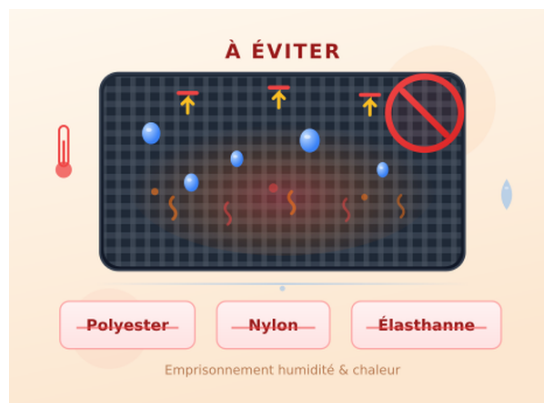 À ÉVITER
Polyester Nylon Élasthanne
Emprisonnement humidité & chaleur